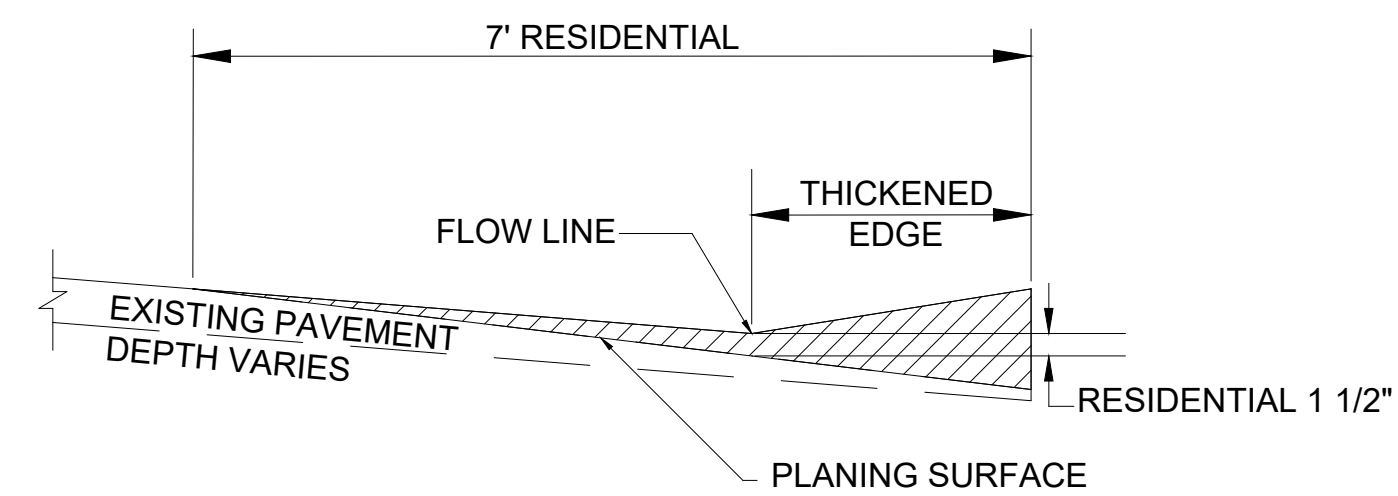 7' RESIDENTIAL
THICKENED
EDGE
FLOW LINE
EXISTING PAVEMENT
DEPTH VARIES
RESIDENTIAL 1 1/2"
PLANING SURFACE